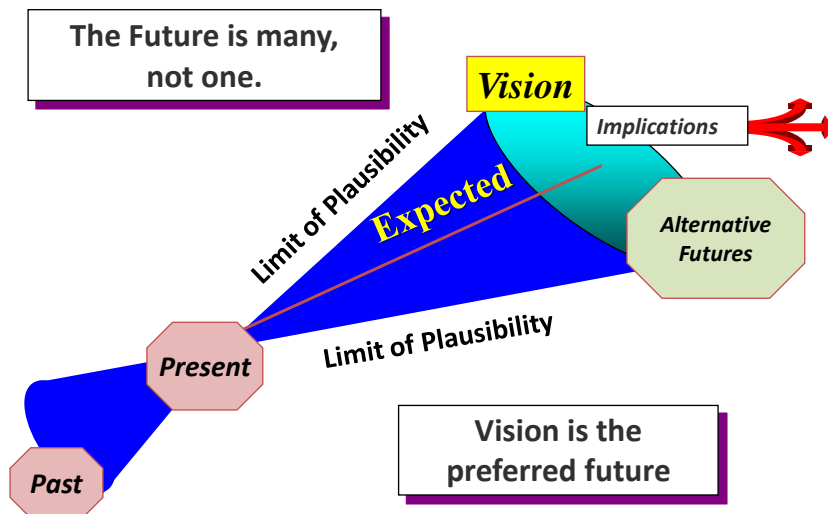 The Future is many,
not one.
Vision
Implications
Limit of Plausibility
Expected
Alternative
Futures
Limit of Plausibility
Present
Vision is the
preferred future
Past